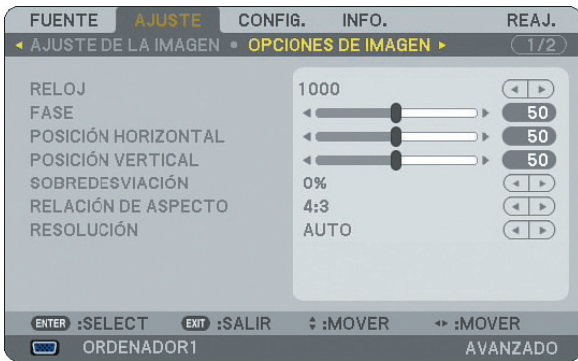 FUENTE AJUSTE CONFIG. INFO. REAJ.
AJUSTE DE LA IMAGEN • OPCIONES DE IMAGEN 1/2
RELOJ 1000
FASE 50
POSICIÓN HORIZONTAL 50
POSICIÓN VERTICAL 50
SOBREDESVIACIÓN 0%
RELACIÓN DE ASPECTO 4:3
RESOLUCIÓN AUTO
ENTER :SELECT EXIT :SALIR :MOVER :MOVER
ORDENADOR1 AVANZADO